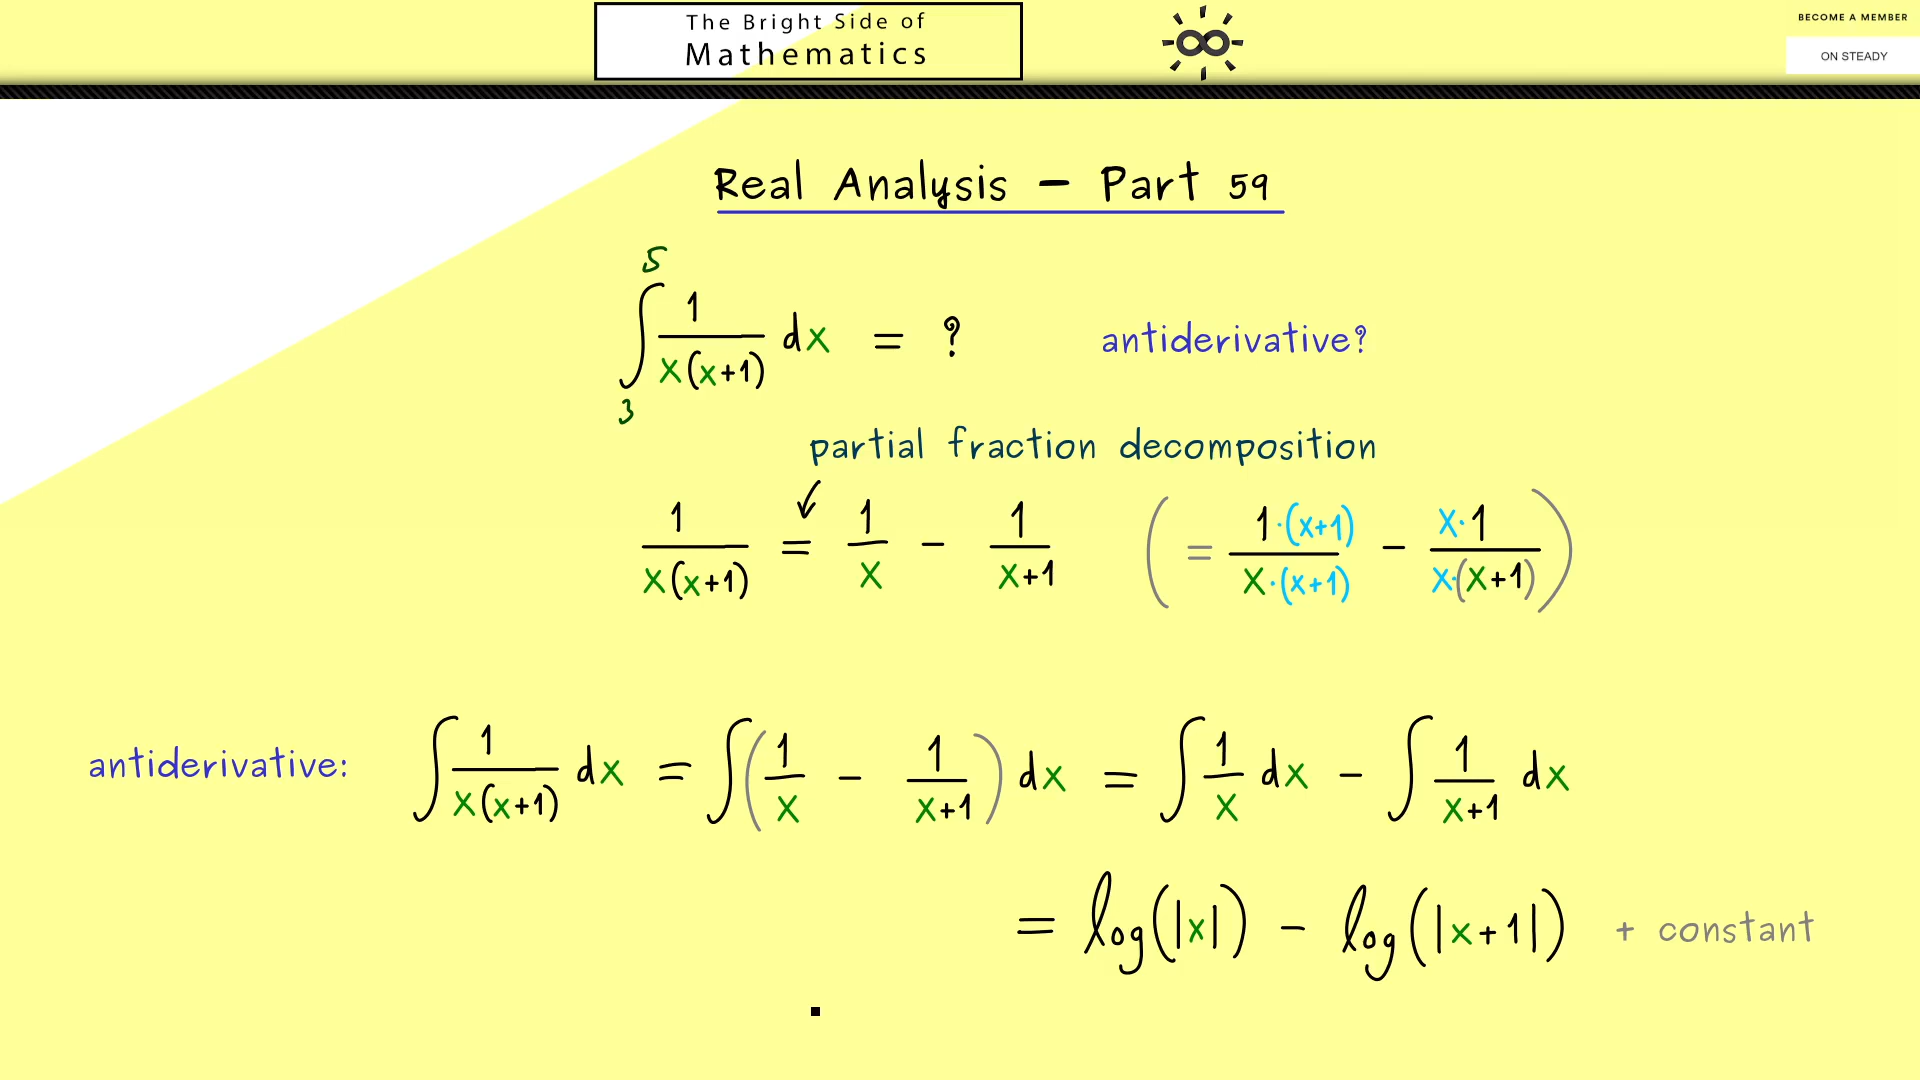 The Bright Side of
Mathematics
BECOME A MEMBER
ON STEADY
Real Analysis – Part 59
∫₃⁵ 1/(x(x+1)) dx = ? antiderivative?
partial fraction decomposition
1/(x(x+1)) = 1/x − 1/(x+1) ( = (1·(x+1))/(x·(x+1)) − (x·1)/(x·(x+1)) )
antiderivative: ∫ 1/(x(x+1)) dx = ∫ (1/x − 1/(x+1)) dx = ∫ 1/x dx − ∫ 1/(x+1) dx
= log(|x|) − log(|x+1|) + constant